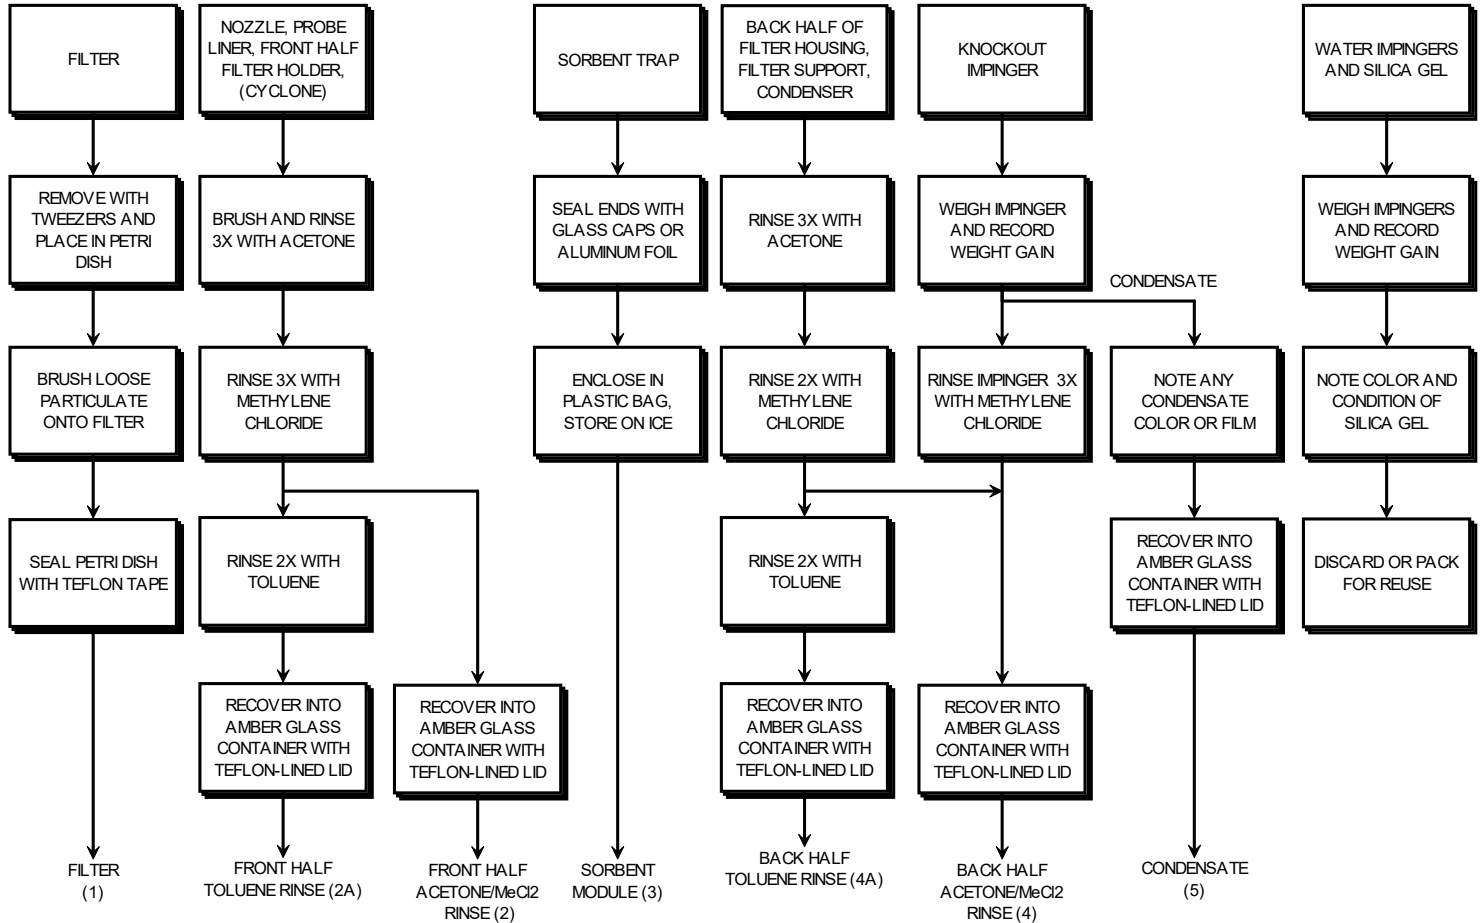 FILTER
NOZZLE, PROBE
LINER, FRONT HALF
FILTER HOLDER,
(CYCLONE)
SORBENT TRAP
BACK HALF OF
FILTER HOUSING,
FILTER SUPPORT,
CONDENSER
KNOCKOUT
IMPINGER
WATER IMPINGERS
AND SILICA GEL
REMOVE WITH
TWEEZERS AND
PLACE IN PETRI
DISH
BRUSH AND RINSE
3X WITH ACETONE
SEAL ENDS WITH
GLASS CAPS OR
ALUMINUM FOIL
RINSE 3X WITH
ACETONE
WEIGH IMPINGER
AND RECORD
WEIGHT GAIN
WEIGH IMPINGERS
AND RECORD
WEIGHT GAIN
CONDENSATE
BRUSH LOOSE
PARTICULATE
ONTO FILTER
RINSE 3X WITH
METHYLENE
CHLORIDE
ENCLOSE IN
PLASTIC BAG,
STORE ON ICE
RINSE 2X WITH
METHYLENE
CHLORIDE
RINSE IMPINGER 3X
WITH METHYLENE
CHLORIDE
NOTE ANY
CONDENSATE
COLOR OR FILM
NOTE COLOR AND
CONDITION OF
SILICA GEL
SEAL PETRI DISH
WITH TEFLON TAPE
RINSE 2X WITH
TOLUENE
RINSE 2X WITH
TOLUENE
RECOVER INTO
AMBER GLASS
CONTAINER WITH
TEFLON-LINED LID
DISCARD OR PACK
FOR REUSE
RECOVER INTO
AMBER GLASS
CONTAINER WITH
TEFLON-LINED LID
RECOVER INTO
AMBER GLASS
CONTAINER WITH
TEFLON-LINED LID
RECOVER INTO
AMBER GLASS
CONTAINER WITH
TEFLON-LINED LID
RECOVER INTO
AMBER GLASS
CONTAINER WITH
TEFLON-LINED LID
FILTER
(1)
FRONT HALF
TOLUENE RINSE (2A)
FRONT HALF
ACETONE/MeCl2
RINSE (2)
SORBENT
MODULE (3)
BACK HALF
TOLUENE RINSE (4A)
BACK HALF
ACETONE/MeCl2
RINSE (4)
CONDENSATE
(5)